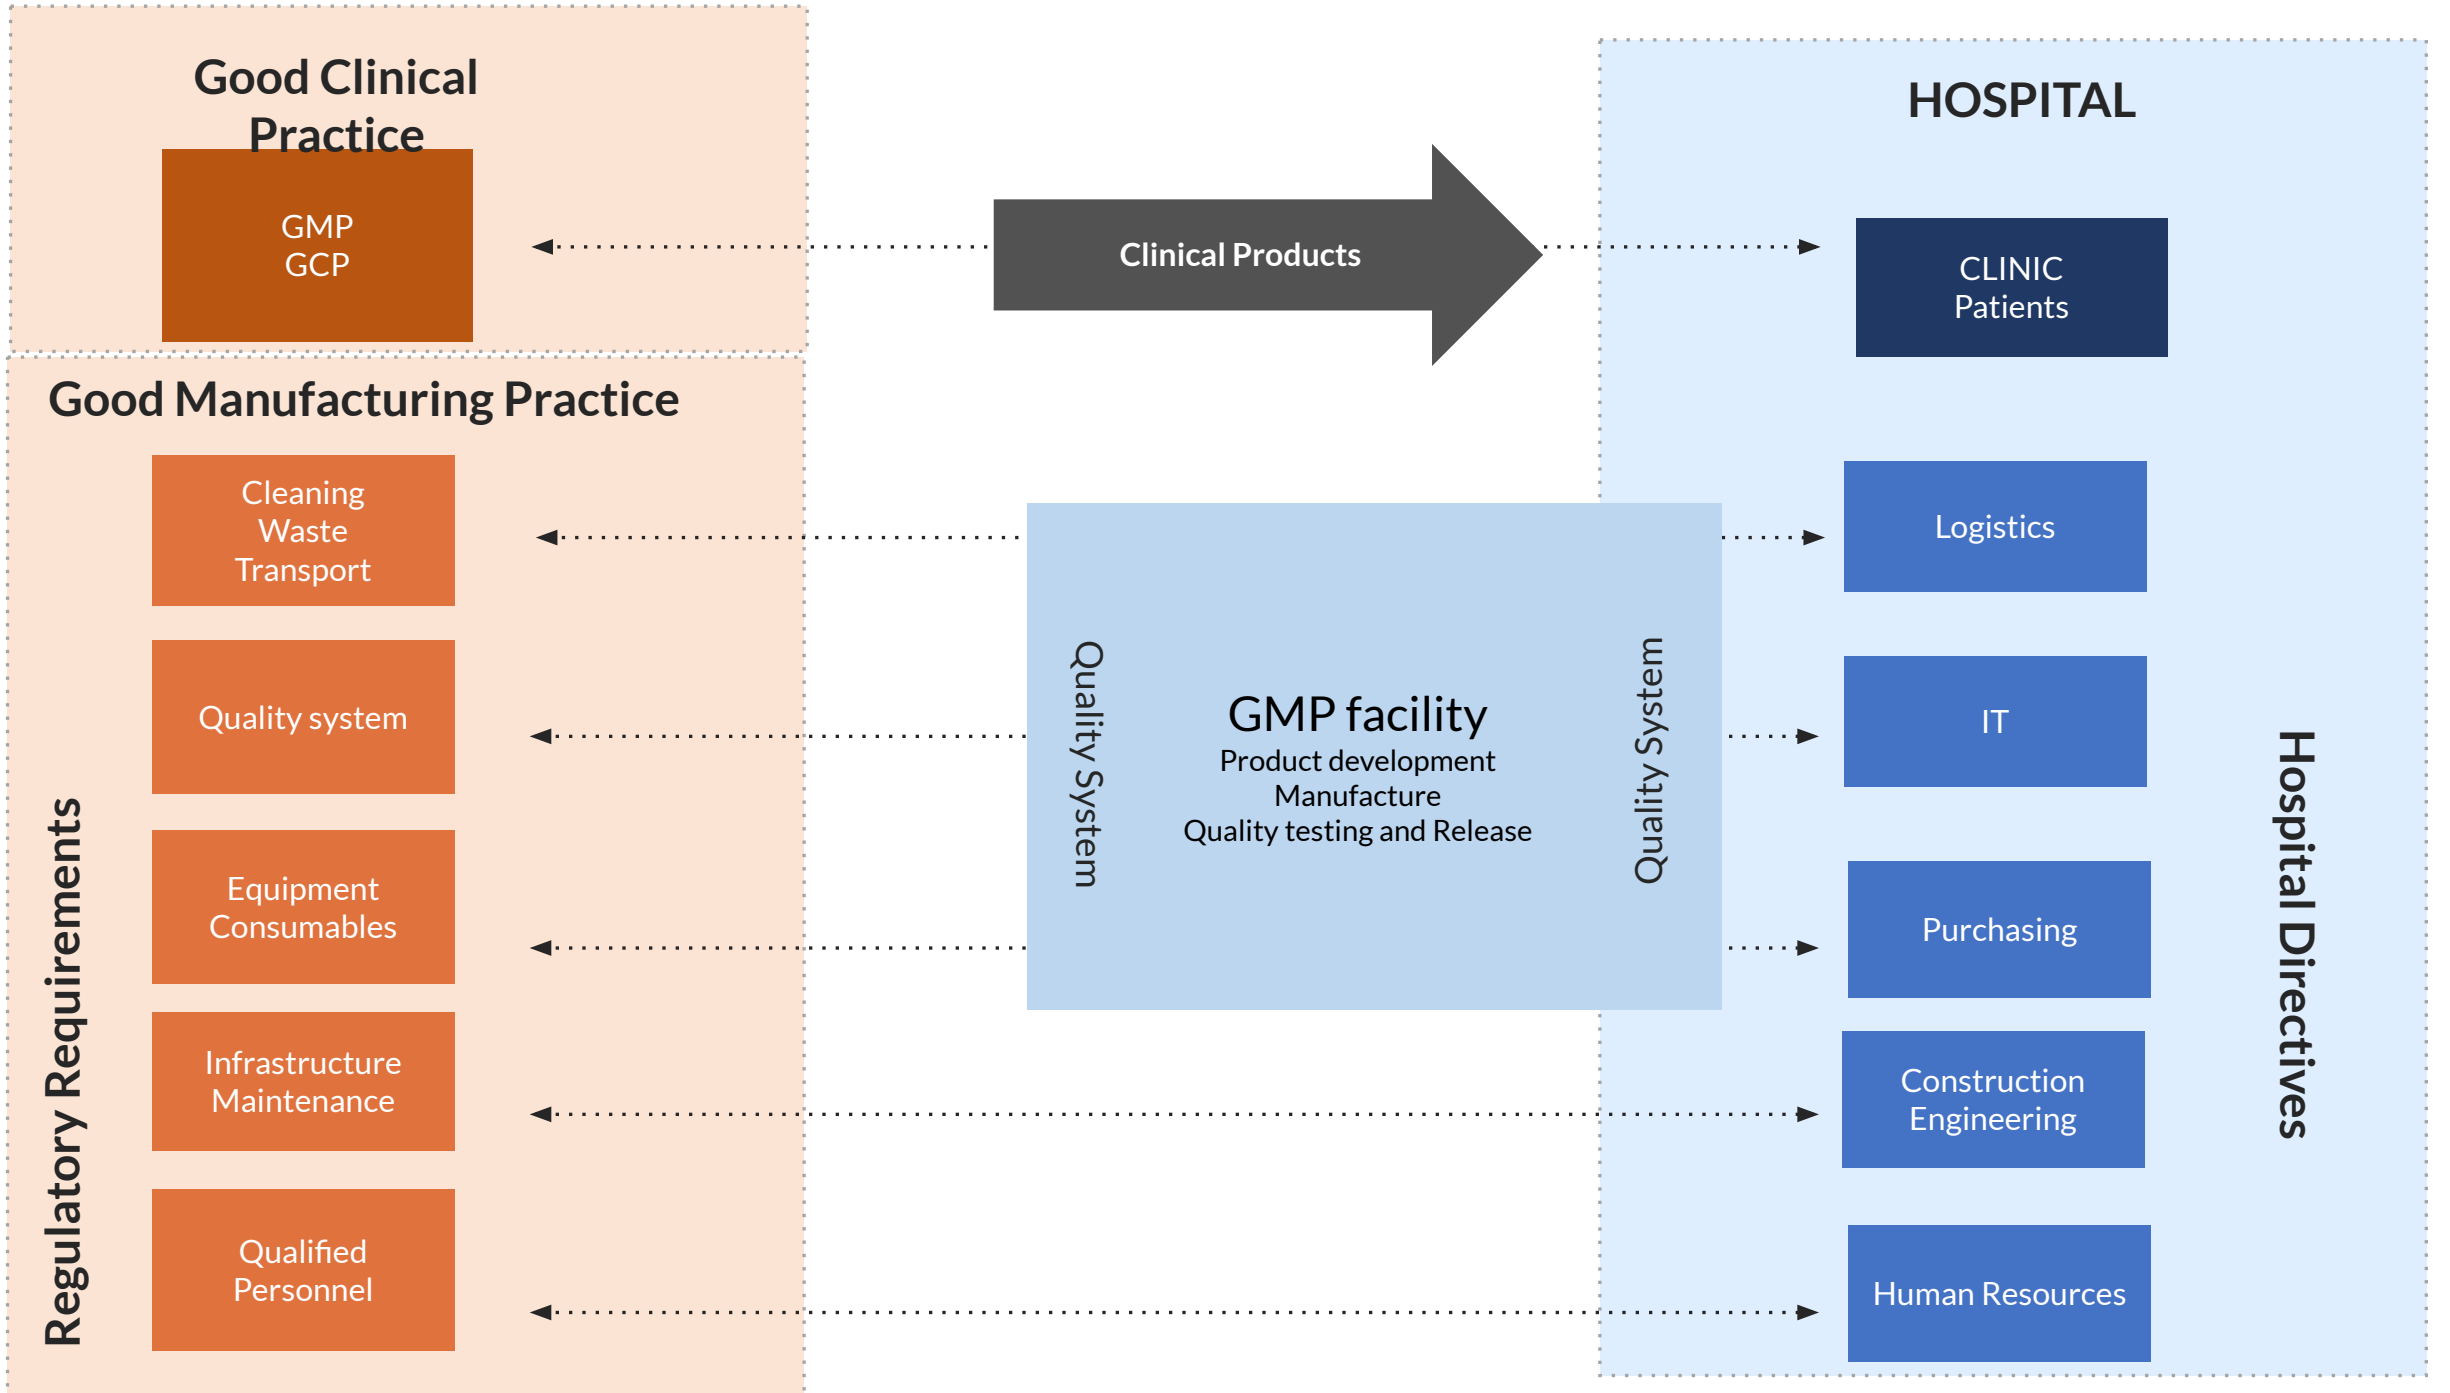 Good Clinical
Practice
GMP
GCP
Clinical Products
HOSPITAL
CLINIC
Patients
Good Manufacturing Practice
Regulatory Requirements
Cleaning
Waste
Transport
Quality system
Equipment
Consumables
Infrastructure
Maintenance
Qualified
Personnel
Quality System
GMP facility
Product development
Manufacture
Quality testing and Release
Quality System
Logistics
IT
Purchasing
Construction
Engineering
Human Resources
Hospital Directives